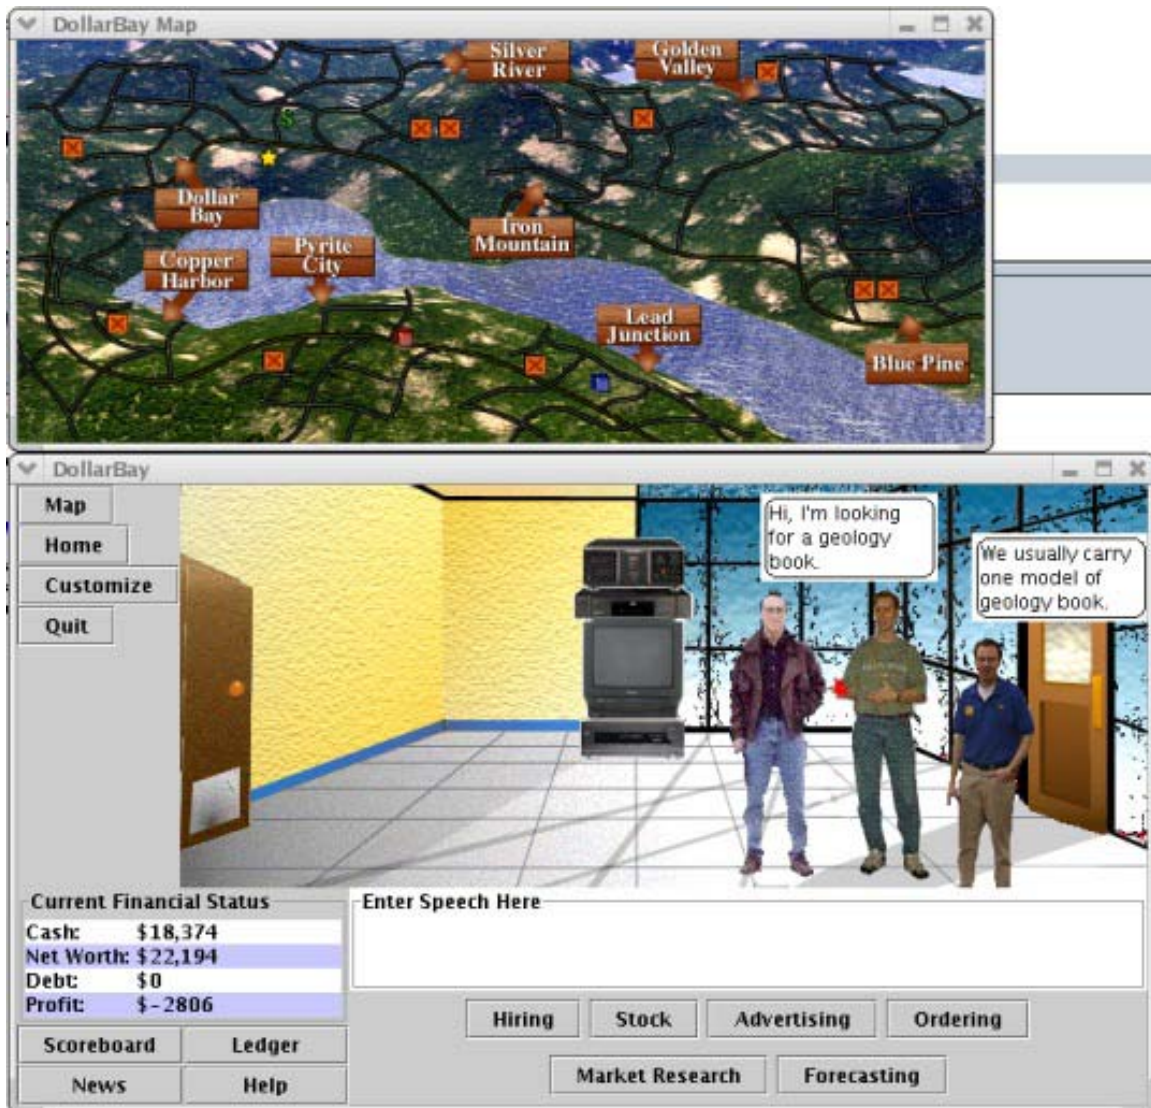 DollarBay Map
Silver
River
Golden
Valley
$
Dollar
Bay
Iron
Mountain
Pyrite
City
Copper
Harbor
Lead
Junction
Blue Pine
DollarBay
Map
Home
Customize
Quit
Hi, I'm looking
for a geology
book.
We usually carry
one model of
geology book.
Current Financial Status
Cash: $18,374
Net Worth: $22,194
Debt: $0
Profit: $-2806
Enter Speech Here
Hiring
Stock
Advertising
Ordering
Scoreboard
Ledger
Market Research
Forecasting
News
Help